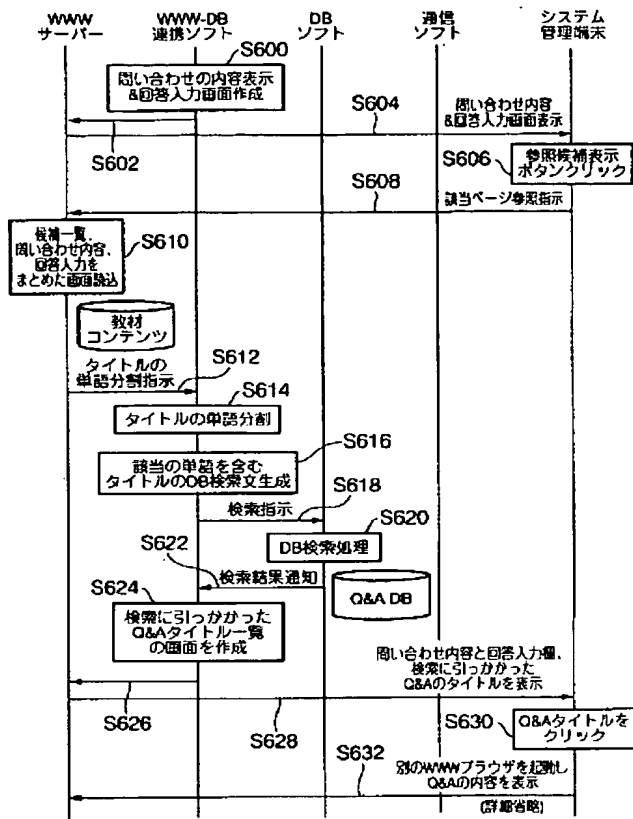 WWW
サーバー
WWW-DB
連携ソフト
DB
ソフト
通信
ソフト
システム
管理端末
S600
問い合わせの内容表示
&回答入力画面作成
S604
問い合わせ内容
&回答入力画面表示
S602
S606
参照候補表示
ボタンクリック
S608
該当ページ参照指示
S610
候補一覧、
問い合わせ内容、
回答入力を
まとめた画面読込
教材
コンテンツ
タイトルの
単語分割指示
S612
S614
タイトルの単語分割
S616
該当の単語を含む
タイトルのDB検索文生成
S618
検索指示
S620
DB検索処理
S622
検索結果通知
Q&A DB
S624
検索に引っかかった
Q&Aタイトル一覧
の画面を作成
問い合わせ内容と回答入力欄、
検索に引っかかった
Q&Aのタイトルを表示
S626
S628
S630
Q&Aタイトルを
クリック
S632
別のWWWブラウザを起動し
Q&Aの内容を表示
(詳細省略)